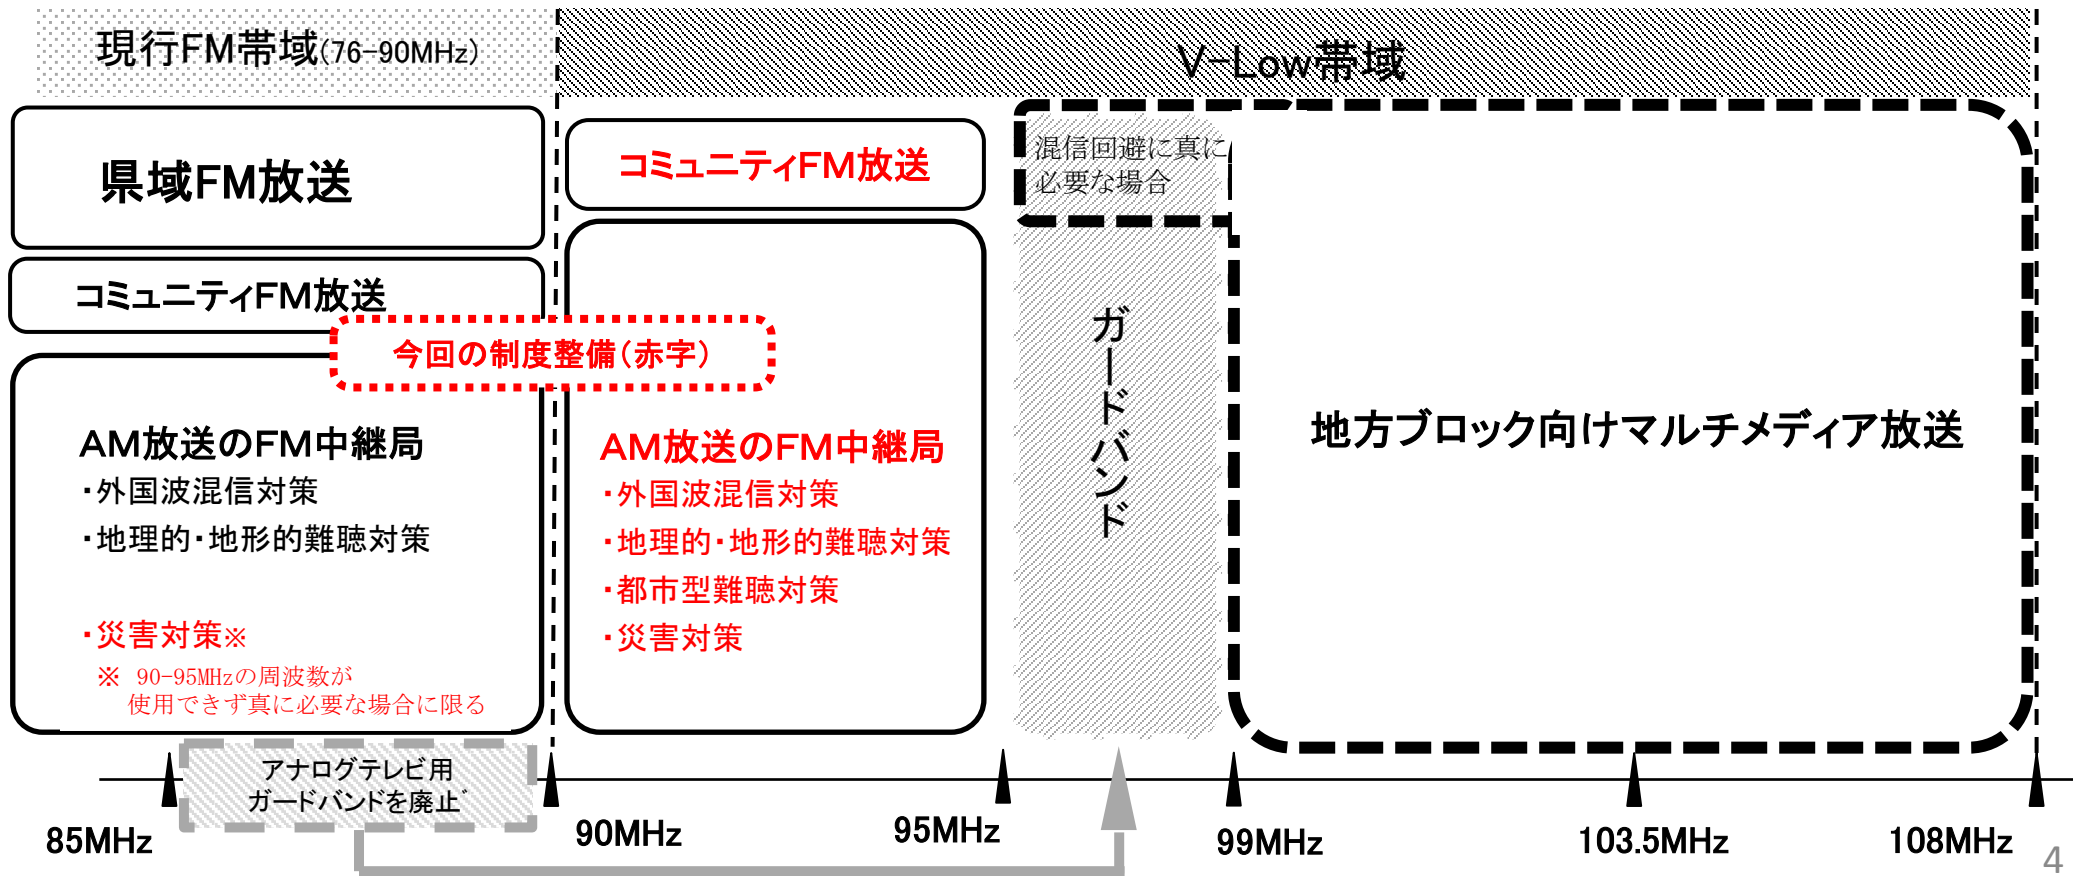 現行FM帯域(76-90MHz)
V-Low帯域
県域FM放送
コミュニティFM放送
今回の制度整備（赤字）
AM放送のFM中継局
・外国波混信対策
・地理的・地形的難聴対策
・災害対策※
※ 90-95MHzの周波数が
使用できず真に必要な場合に限る
コミュニティFM放送
AM放送のFM中継局
・外国波混信対策
・地理的・地形的難聴対策
・都市型難聴対策
・災害対策
混信回避に真に
必要な場合
ガードバンド
地方ブロック向けマルチメディア放送
アナログテレビ用
ガードバンドを廃止
85MHz
90MHz
95MHz
99MHz
103.5MHz
108MHz
4